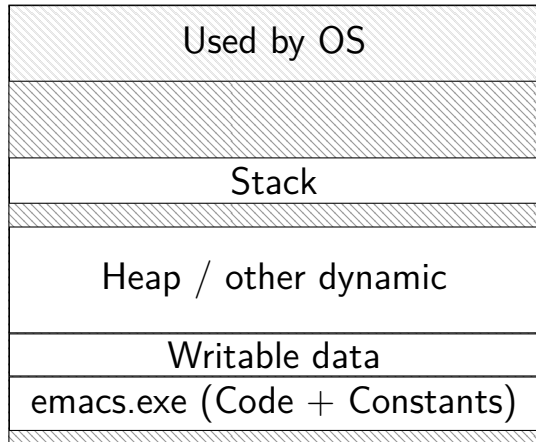 Used by OS
Stack
Heap / other dynamic
Writable data
emacs.exe (Code + Constants)